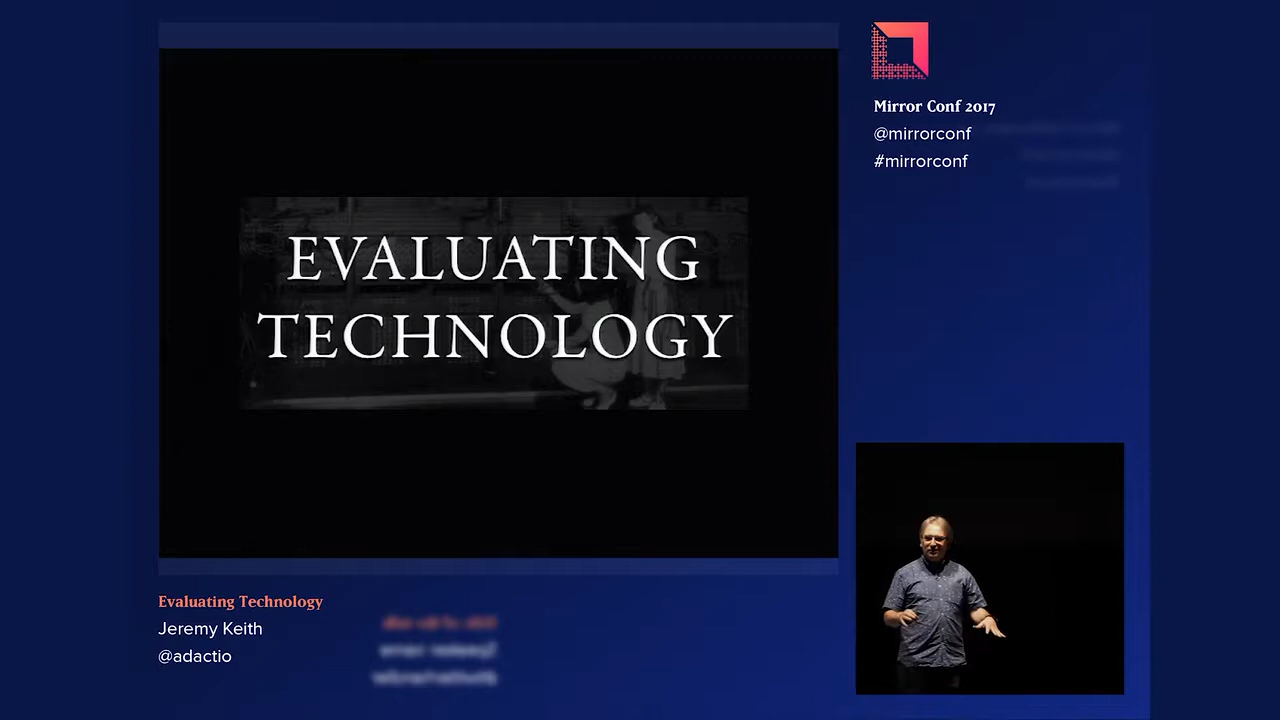 EVALUATING
TECHNOLOGY
Mirror Conf 2017
@mirrorconf
#mirrorconf
Evaluating Technology
Jeremy Keith
@adactio